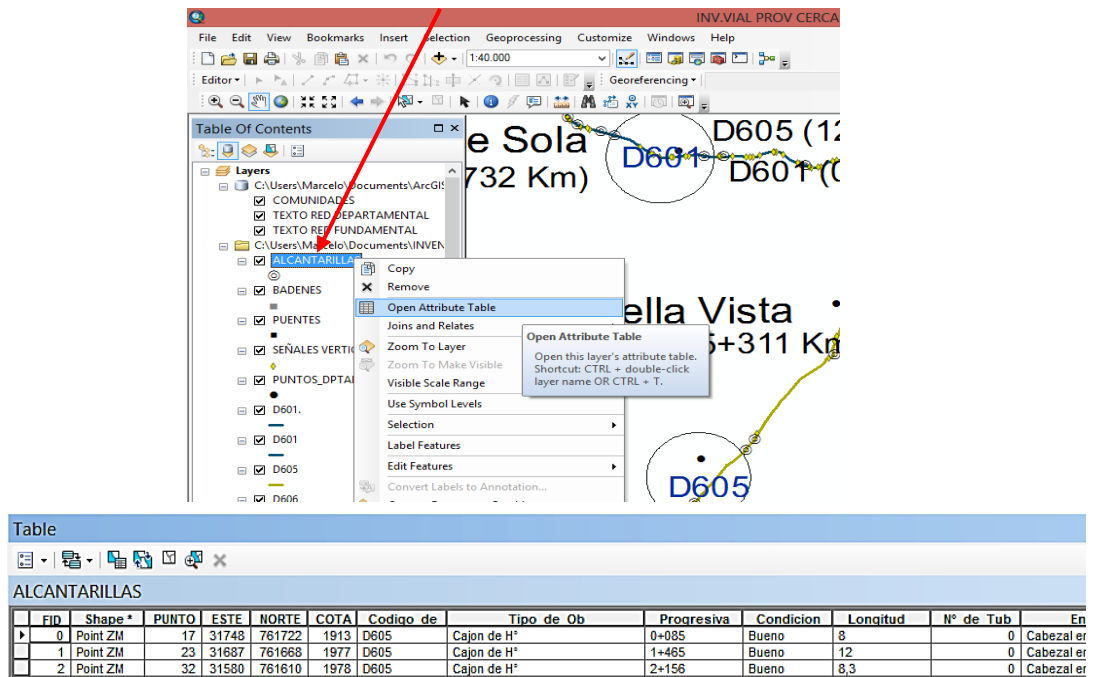 INV.VIAL PROV CERCA
File Edit View Bookmarks Insert Selection Geoprocessing Customize Windows Help
1:40.000
Editor
Georeferencing
Table Of Contents
Layers
C:\Users\Marcelo\Documents\ArcGIS
COMUNIDADES
TEXTO RED DEPARTAMENTAL
TEXTO RED FUNDAMENTAL
C:\Users\Marcelo\Documents\INVEN
ALCANTARILLAS
BADENES
PUENTES
SEÑALES VERTIC
PUNTOS_DPTAL
D601.
D601
D605
D606
Copy
Remove
Open Attribute Table
Joins and Relates
Zoom To Layer
Zoom To Make Visible
Visible Scale Range
Use Symbol Levels
Selection
Label Features
Edit Features
Convert Labels to Annotation...
Open Attribute Table
Open this layer's attribute table.
Shortcut: CTRL + double-click
layer name OR CTRL + T.
e Sola
732 Km)
D601
D605 (12
D601 (0
ella Vista
5+311 Km
D605
Table
ALCANTARILLAS
FID Shape * PUNTO ESTE NORTE COTA Codigo de Tipo de Ob Progresiva Condicion Longitud Nº de Tub En
0 Point ZM 17 31748 761722 1913 D605 Cajon de H° 0+085 Bueno 8 0 Cabezal en
1 Point ZM 23 31687 761668 1977 D605 Cajon de H° 1+465 Bueno 12 0 Cabezal en
2 Point ZM 32 31580 761610 1978 D605 Cajon de H° 2+156 Bueno 8,3 0 Cabezal en